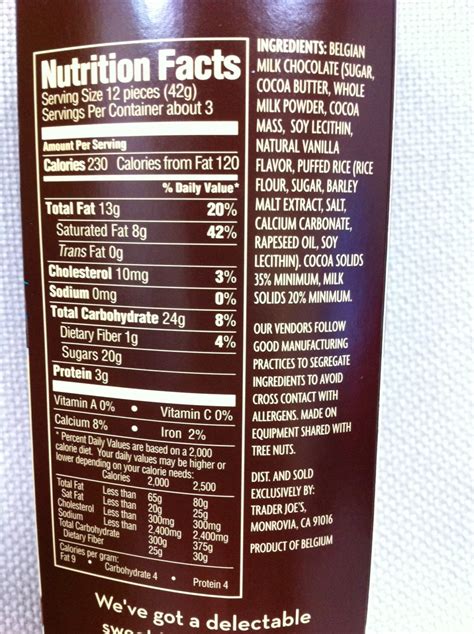 Nutrition Facts
Serving Size 12 pieces (42g)
Servings Per Container about 3
Amount Per Serving
Calories 230 Calories from Fat 120
% Daily Value*
Total Fat 13g 20%
Saturated Fat 8g 42%
Trans Fat 0g
Cholesterol 10mg 3%
Sodium 0mg 0%
Total Carbohydrate 24g 8%
Dietary Fiber 1g 4%
Sugars 20g
Protein 3g
Vitamin A 0% • Vitamin C 0%
Calcium 8% • Iron 2%
* Percent Daily Values are based on a 2,000
calorie diet. Your daily values may be higher or
lower depending on your calorie needs:
Calories 2,000 2,500
Total Fat Less than 65g 80g
Sat Fat Less than 20g 25g
Cholesterol Less than 300mg 300mg
Sodium Less than 2,400mg 2,400mg
Total Carbohydrate 300g 375g
Dietary Fiber 25g 30g
Calories per gram:
Fat 9 • Carbohydrate 4 • Protein 4
INGREDIENTS: BELGIAN
MILK CHOCOLATE (SUGAR,
COCOA BUTTER, WHOLE
MILK POWDER, COCOA
MASS, SOY LECITHIN,
NATURAL VANILLA
FLAVOR, PUFFED RICE (RICE
FLOUR, SUGAR, BARLEY
MALT EXTRACT, SALT,
CALCIUM CARBONATE,
RAPESEED OIL, SOY
LECITHIN). COCOA SOLIDS
35% MINIMUM, MILK
SOLIDS 20% MINIMUM.
OUR VENDORS FOLLOW
GOOD MANUFACTURING
PRACTICES TO SEGREGATE
INGREDIENTS TO AVOID
CROSS CONTACT WITH
ALLERGENS. MADE ON
EQUIPMENT SHARED WITH
TREE NUTS.
DIST. AND SOLD
EXCLUSIVELY BY:
TRADER JOE'S,
MONROVIA, CA 91016
PRODUCT OF BELGIUM
We've got a delectable